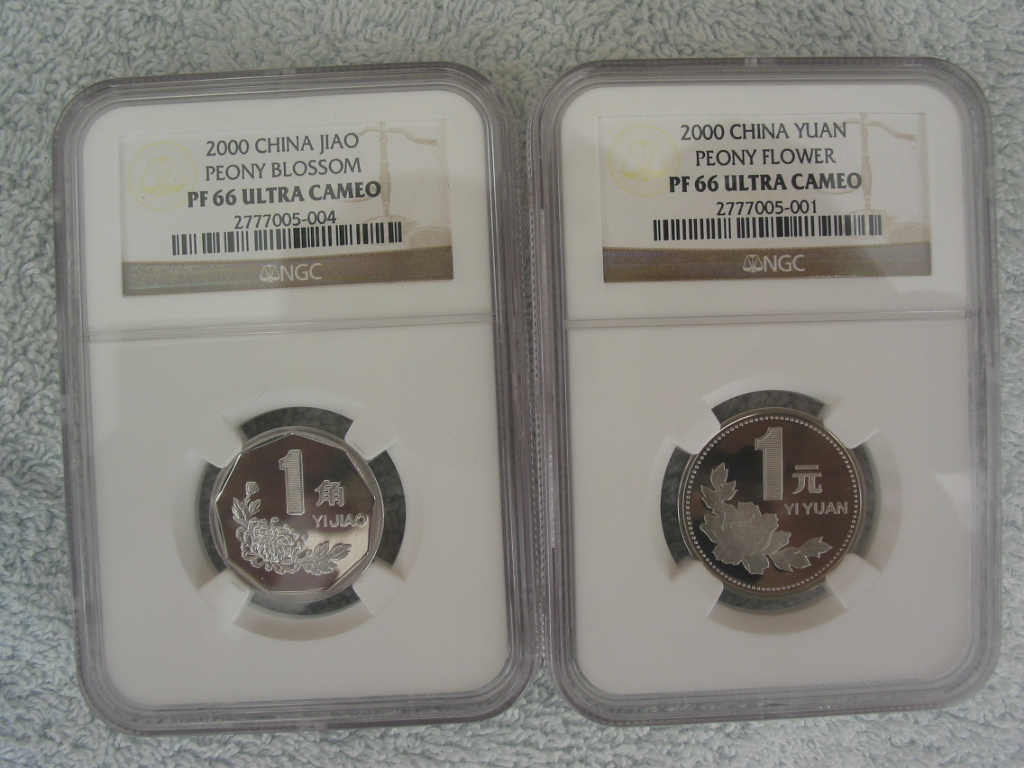 2000 CHINA JIAO
PEONY BLOSSOM
PF 66 ULTRA CAMEO
2777005-004
NGC
1角
YI JIAO
2000 CHINA YUAN
PEONY FLOWER
PF 66 ULTRA CAMEO
2777005-001
NGC
1元
YI YUAN